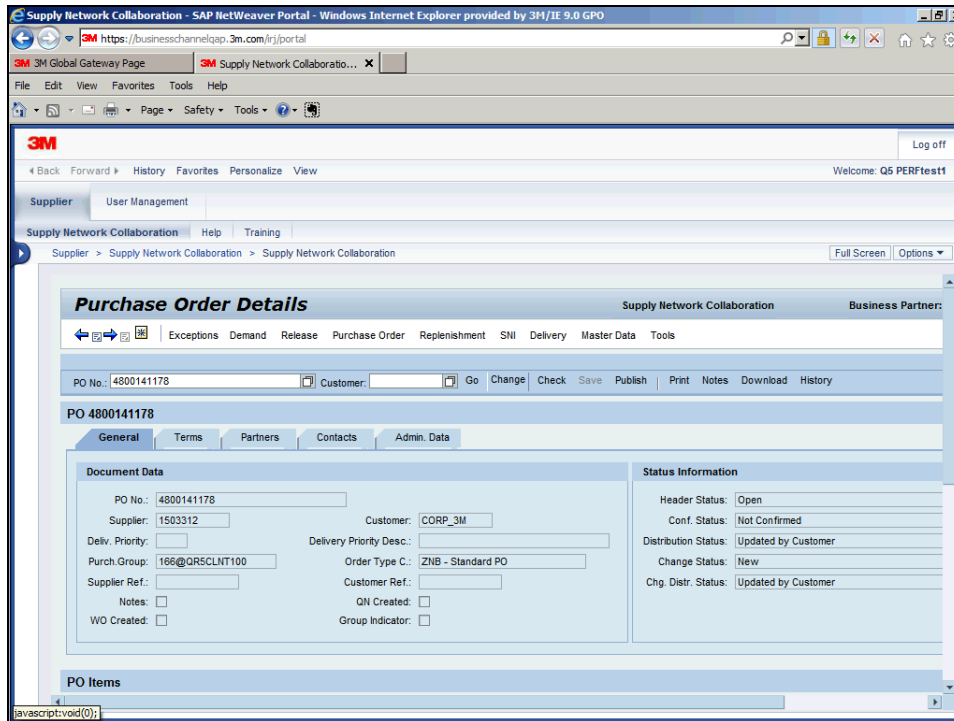 Supply Network Collaboration - SAP NetWeaver Portal - Windows Internet Explorer provided by 3M/IE 9.0 GPO
3M https://businesschannelqap.3m.com/irj/portal
3M 3M Global Gateway Page 3M Supply Network Collaboratio... X
File Edit View Favorites Tools Help
Page Safety Tools
3M Log off
Back Forward History Favorites Personalize View Welcome: Q5 PERFtest1
Supplier User Management
Supply Network Collaboration Help Training
Supplier > Supply Network Collaboration > Supply Network Collaboration Full Screen Options
Purchase Order Details Supply Network Collaboration Business Partner:
Exceptions Demand Release Purchase Order Replenishment SNI Delivery Master Data Tools
PO No.: 4800141178 Customer: Go Change Check Save Publish Print Notes Download History
PO 4800141178
General Terms Partners Contacts Admin. Data
Document Data Status Information
PO No.: 4800141178 Header Status: Open
Supplier: 1503312 Customer: CORP_3M Conf. Status: Not Confirmed
Deliv. Priority: Delivery Priority Desc.: Distribution Status: Updated by Customer
Purch.Group: 166@QR5CLNT100 Order Type C.: ZNB - Standard PO Change Status: New
Supplier Ref.: Customer Ref.: Chg. Distr. Status: Updated by Customer
Notes: QN Created:
WO Created: Group Indicator:
PO Items
javascript:void(0);